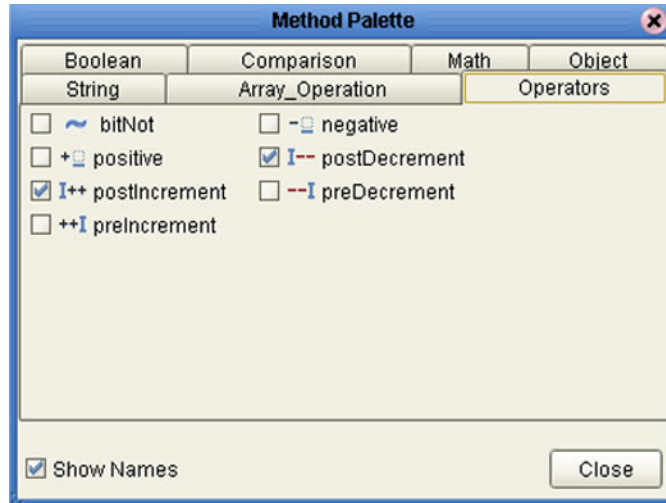 Method Palette
Boolean Comparison Math Object
String Array_Operation Operators
~ bitNot - negative
+ positive I-- postDecrement
I++ postIncrement --I preDecrement
++I preIncrement
Show Names Close